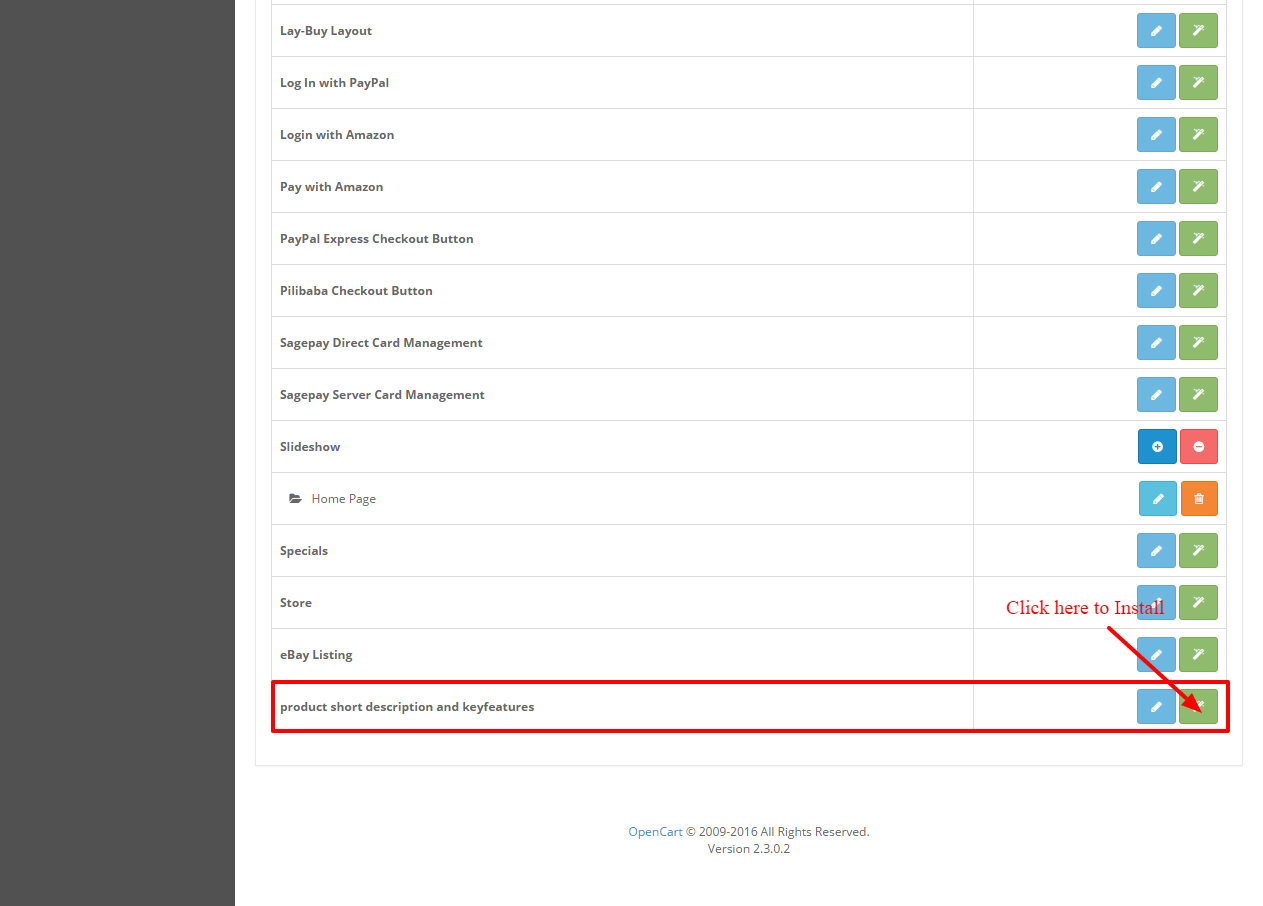 Lay-Buy Layout
Log In with PayPal
Login with Amazon
Pay with Amazon
PayPal Express Checkout Button
Pilibaba Checkout Button
Sagepay Direct Card Management
Sagepay Server Card Management
Slideshow
Home Page
Specials
Store
Click here to Install
eBay Listing
product short description and keyfeatures
OpenCart © 2009-2016 All Rights Reserved.
Version 2.3.0.2